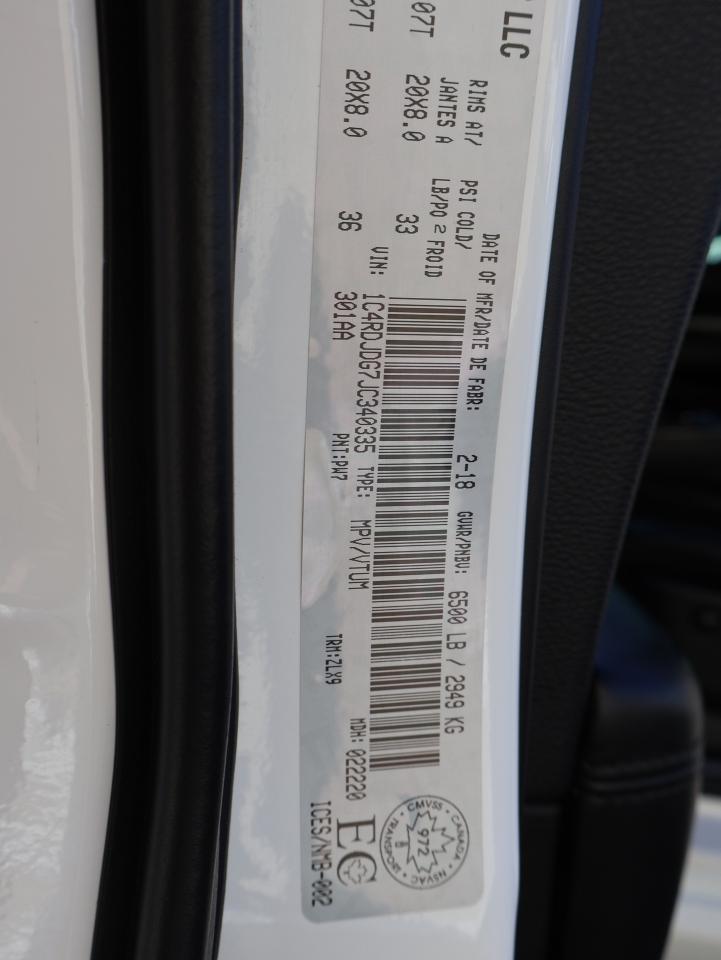 LLC
DATE OF MFR/DATE DE FABR: 2-18 GVWR/PNBV: 6500 LB / 2949 KG
RIMS AT/ PSI COLD/
JANTES A LB/PO 2 FROID
07T 20X8.0 33
07T 20X8.0 36
VIN: 1C4RDJDG7JC340335 TYPE: MPV/VTUM MDH: 022220
301AA PNT:PW7 TRM:ZLX9
CANADA
CMVSS
TRANSPORT
NSVAC
972
EC
ICES/NMB-002